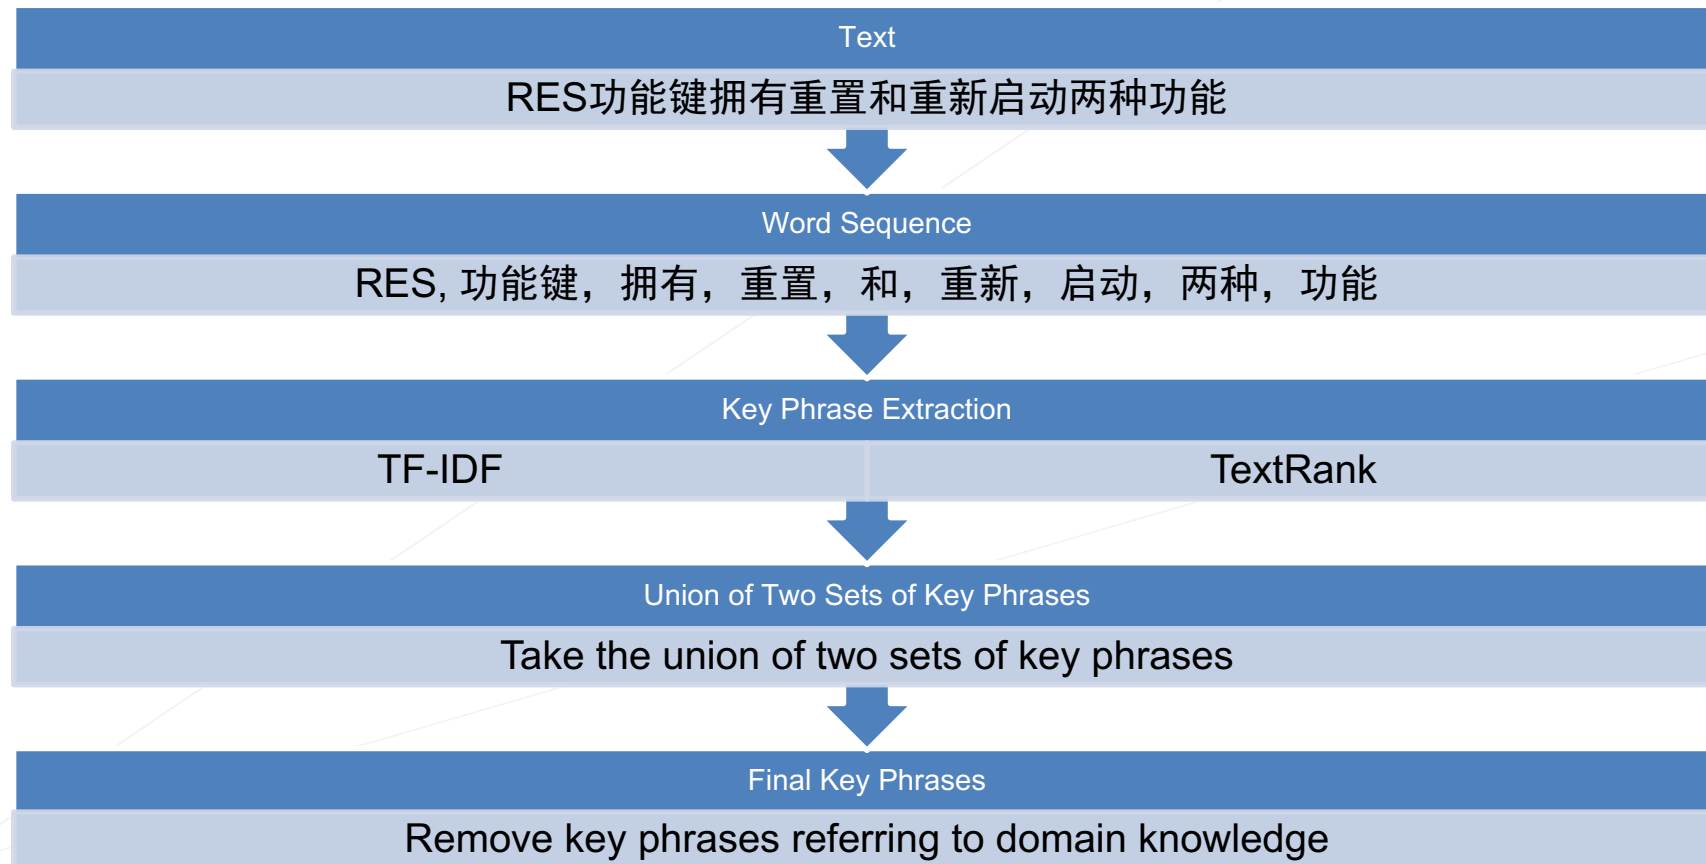 Text
RES功能键拥有重置和重新启动两种功能
Word Sequence
RES, 功能键，拥有，重置，和，重新，启动，两种，功能
Key Phrase Extraction
TF-IDF
TextRank
Union of Two Sets of Key Phrases
Take the union of two sets of key phrases
Final Key Phrases
Remove key phrases referring to domain knowledge